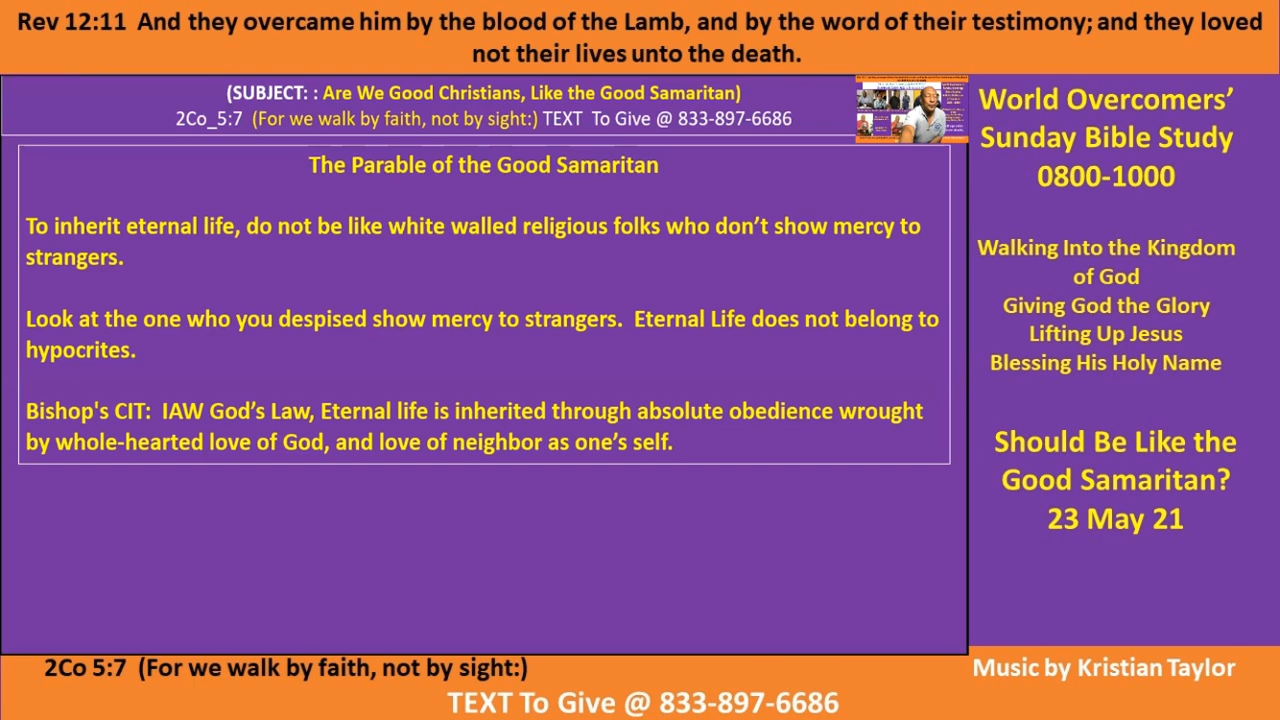 Rev 12:11 And they overcame him by the blood of the Lamb, and by the word of their testimony; and they loved
not their lives unto the death.
(SUBJECT: : Are We Good Christians, Like the Good Samaritan)
2Co_5:7 (For we walk by faith, not by sight:) TEXT To Give @ 833-897-6686
The Parable of the Good Samaritan
To inherit eternal life, do not be like white walled religious folks who don’t show mercy to
strangers.
Look at the one who you despised show mercy to strangers. Eternal Life does not belong to
hypocrites.
Bishop's CIT: IAW God’s Law, Eternal life is inherited through absolute obedience wrought
by whole-hearted love of God, and love of neighbor as one’s self.
World Overcomers’
Sunday Bible Study
0800-1000
Walking Into the Kingdom
of God
Giving God the Glory
Lifting Up Jesus
Blessing His Holy Name
Should Be Like the
Good Samaritan?
23 May 21
2Co 5:7 (For we walk by faith, not by sight:)
Music by Kristian Taylor
TEXT To Give @ 833-897-6686